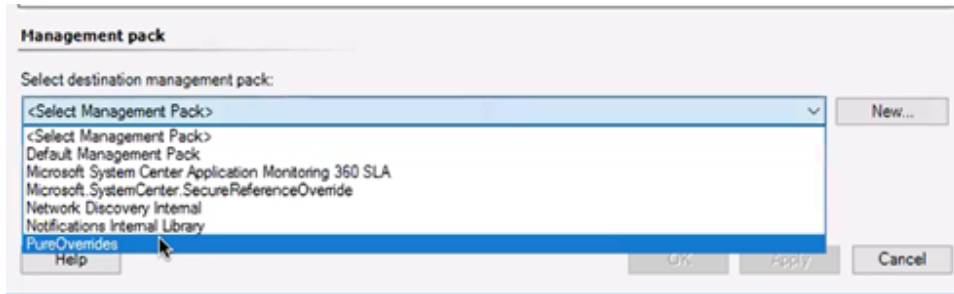 Management pack
Select destination management pack:
<Select Management Pack>
New...
<Select Management Pack>
Default Management Pack
Microsoft System Center Application Monitoring 360 SLA
Microsoft.SystemCenter.SecureReferenceOverride
Network Discovery Internal
Notifications Internal Library
PureOverrides
Help OK Apply Cancel